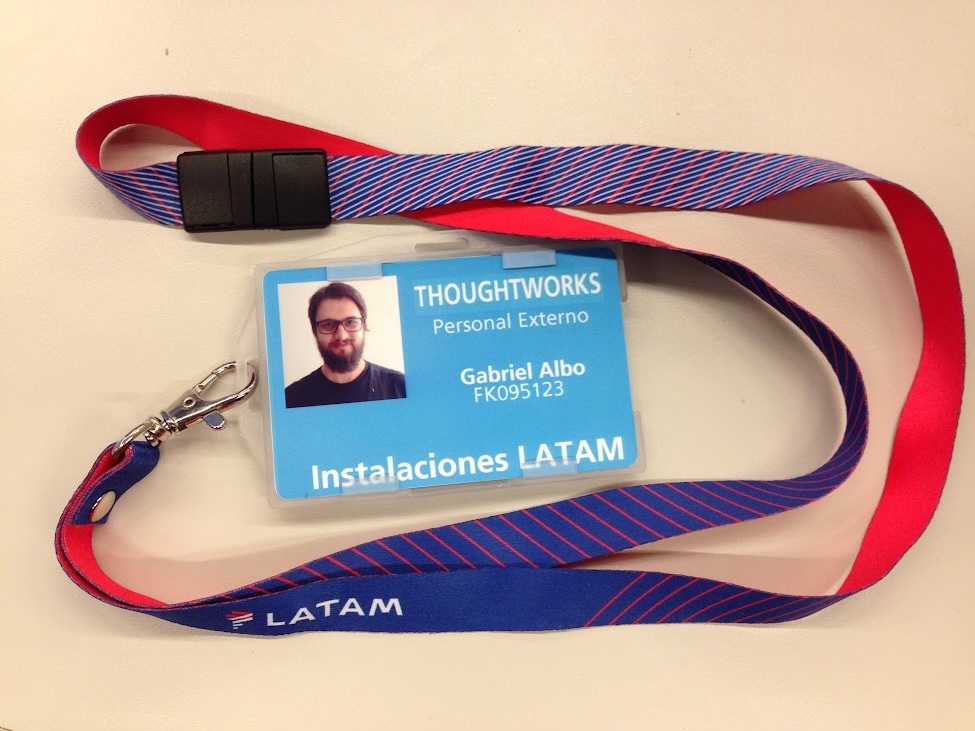 THOUGHTWORKS
Personal Externo
Gabriel Albo
FK095123
Instalaciones LATAM
LATAM